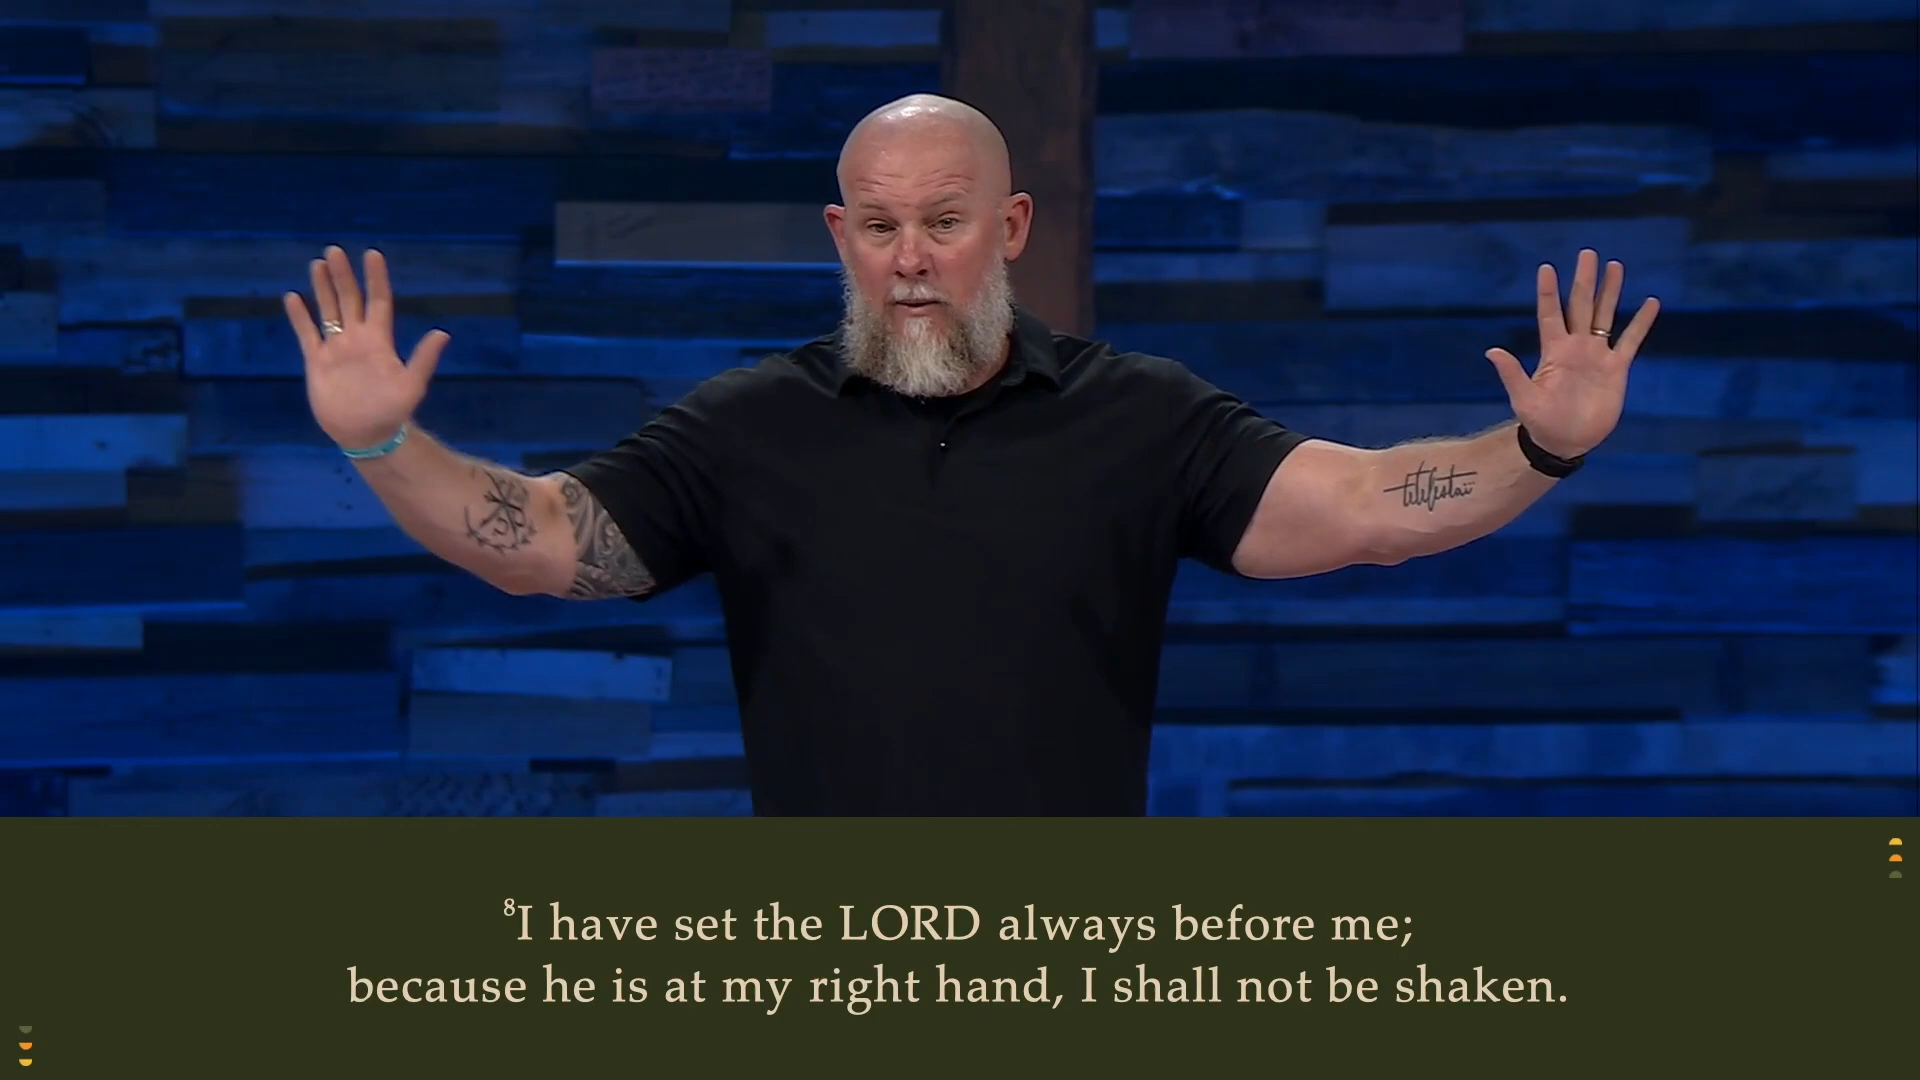 tetelestai
⁸I have set the LORD always before me;
because he is at my right hand, I shall not be shaken.